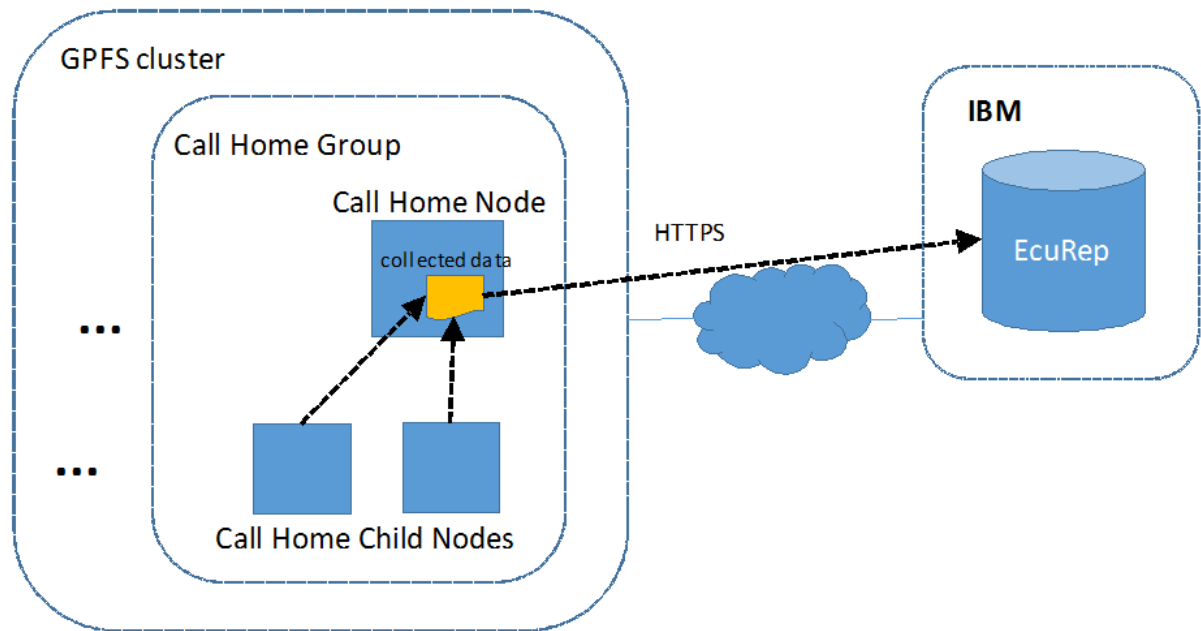 GPFS cluster
Call Home Group
Call Home Node
collected data
...
...
Call Home Child Nodes
HTTPS
IBM
EcuRep